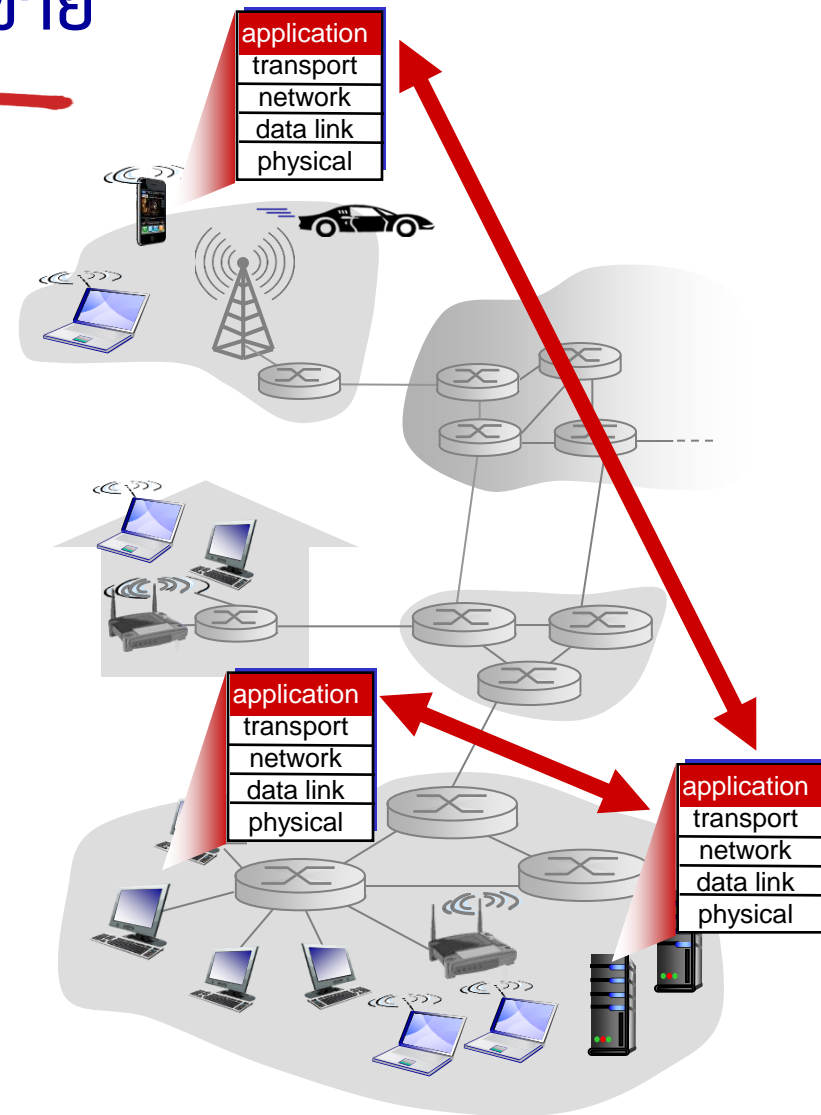 application
transport
network
data link
physical
application
transport
network
data link
physical
application
transport
network
data link
physical